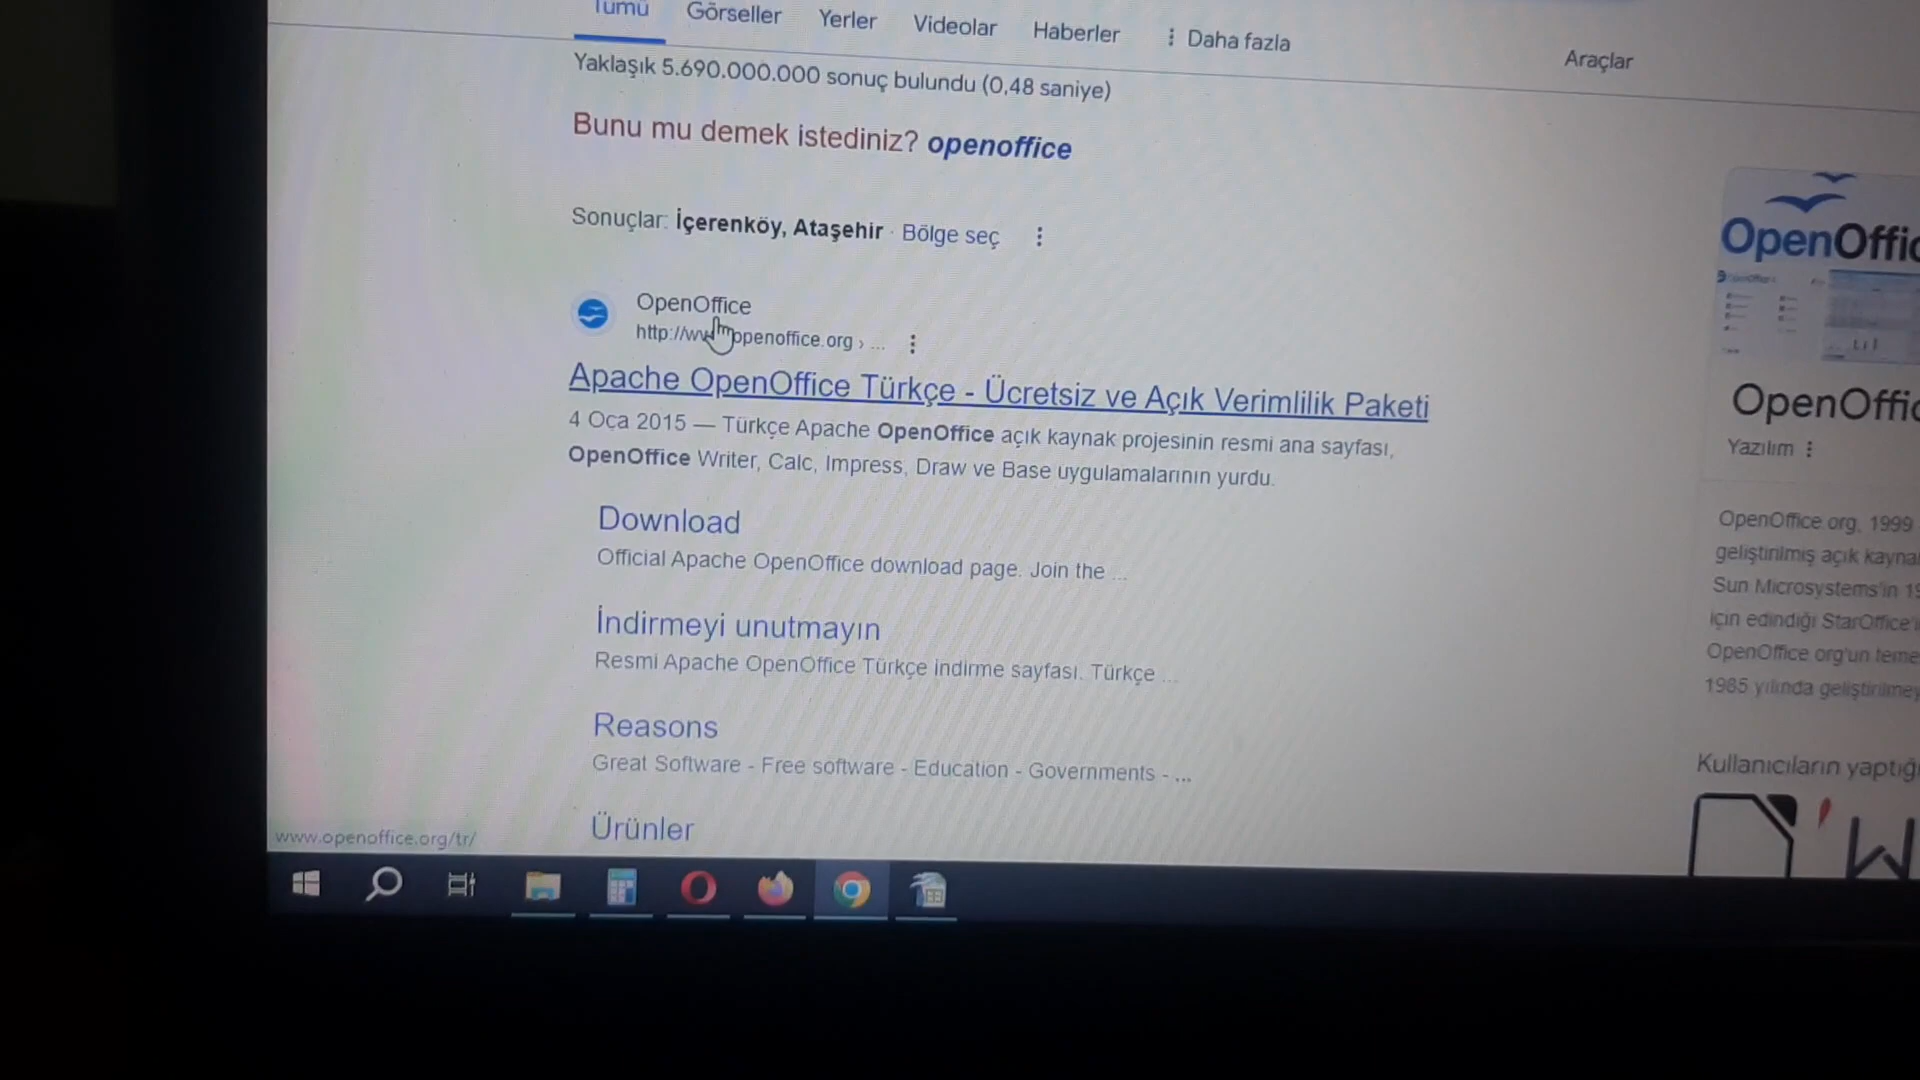 Tümü Görseller Yerler Videolar Haberler Daha fazla Araçlar
Yaklaşık 5.690.000.000 sonuç bulundu (0,48 saniye)
Bunu mu demek istediniz? openoffice
Sonuçlar: İçerenköy, Ataşehir · Bölge seç
OpenOffice
openoffice.org › ...
Apache OpenOffice Türkçe - Ücretsiz ve Açık Verimlilik Paketi
4 Oca 2015 — Türkçe Apache OpenOffice açık kaynak projesinin resmi ana sayfası,
OpenOffice Writer, Calc, Impress, Draw ve Base uygulamalarının yurdu.
Download
Official Apache OpenOffice download page. Join the ...
İndirmeyi unutmayın
Resmi Apache OpenOffice Türkçe indirme sayfası. Türkçe ...
Reasons
Great Software - Free software - Education - Governments - ...
Ürünler
www.openoffice.org/tr/
OpenOffic
OpenOffic
Yazılım
OpenOffice.org, 1999
geliştirilmiş açık kayna
Sun Microsystems'in 19
için edindiği StarOffice'i
OpenOffice.org'un teme
1985 yılında geliştirilmey
Kullanıcıların yaptığı
W